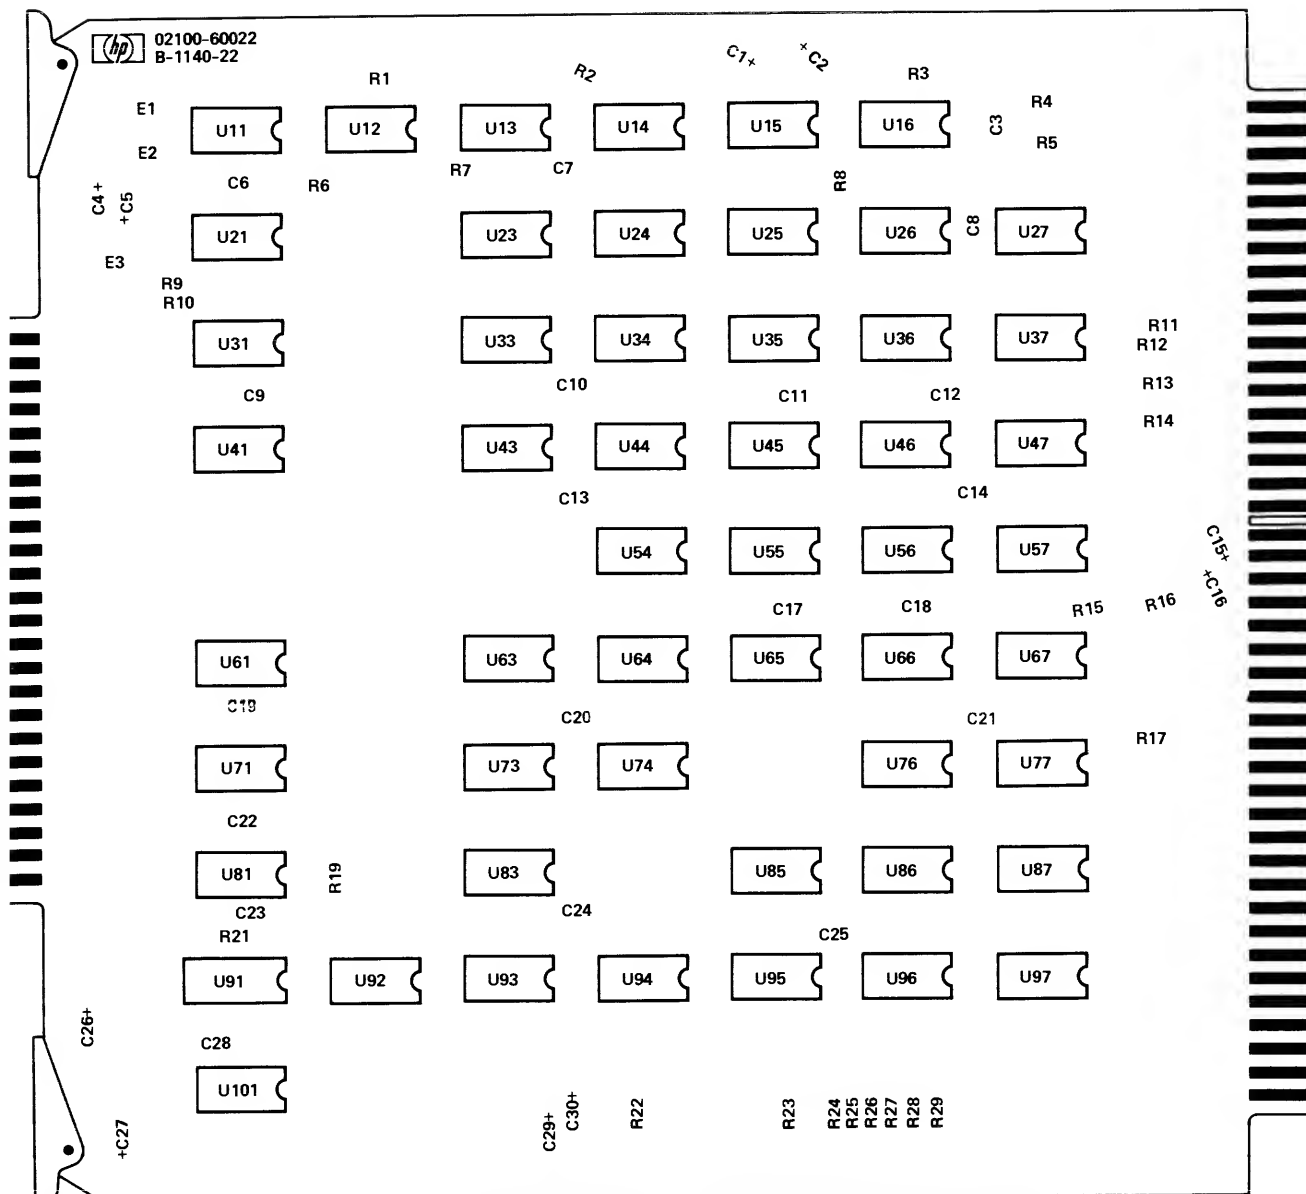 hp 02100-60022
B-1140-22
C1+ +C2
R1 R2 R3
E1 R4
U11 U12 U13 U14 U15 U16 C3
E2 R5
R7 C7
C6 R6 R8
C4+ +C5
U21 U23 U24 U25 U26 C8 U27
E3
R9
R10
R11
U31 U33 U34 U35 U36 U37 R12
C9 C10 C11 C12 R13
R14
U41 U43 U44 U45 U46 U47
C13 C14
C15+
U54 U55 U56 U57
+C16
C17 C18 R15 R16
U61 U63 U64 U65 U66 U67
C19 C20 C21
R17
U71 U73 U74 U76 U77
C22
U81 R19 U83 U85 U86 U87
C23 C24
R21 C25
U91 U92 U93 U94 U95 U96 U97
C26+
C28
U101
+C27 C29+ C30+ R22 R23 R24 R25 R26 R27 R28 R29